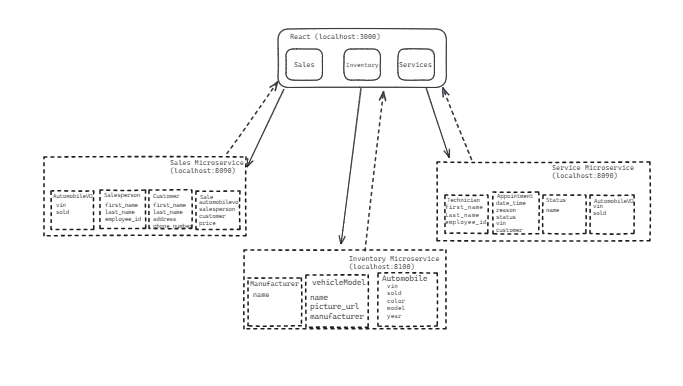 React (localhost:3000)
Sales
Inventory
Services
Sales Microservice
(localhost:8090)
AutomobileVO
vin
sold
Salesperson
first_name
last_name
employee_id
Customer
first_name
last_name
address
phone_number
Sale
automobilevo
salesperson
customer
price
Service Microservice
(localhost:8090)
Technician
first_name
last_name
employee_id
Appointment
date_time
reason
status
vin
customer
Status
name
AutomobileVO
vin
sold
Inventory Microservice
(localhost:8100)
Manufacturer
name
vehicleModel
name
picture_url
manufacturer
Automobile
vin
sold
color
model
year